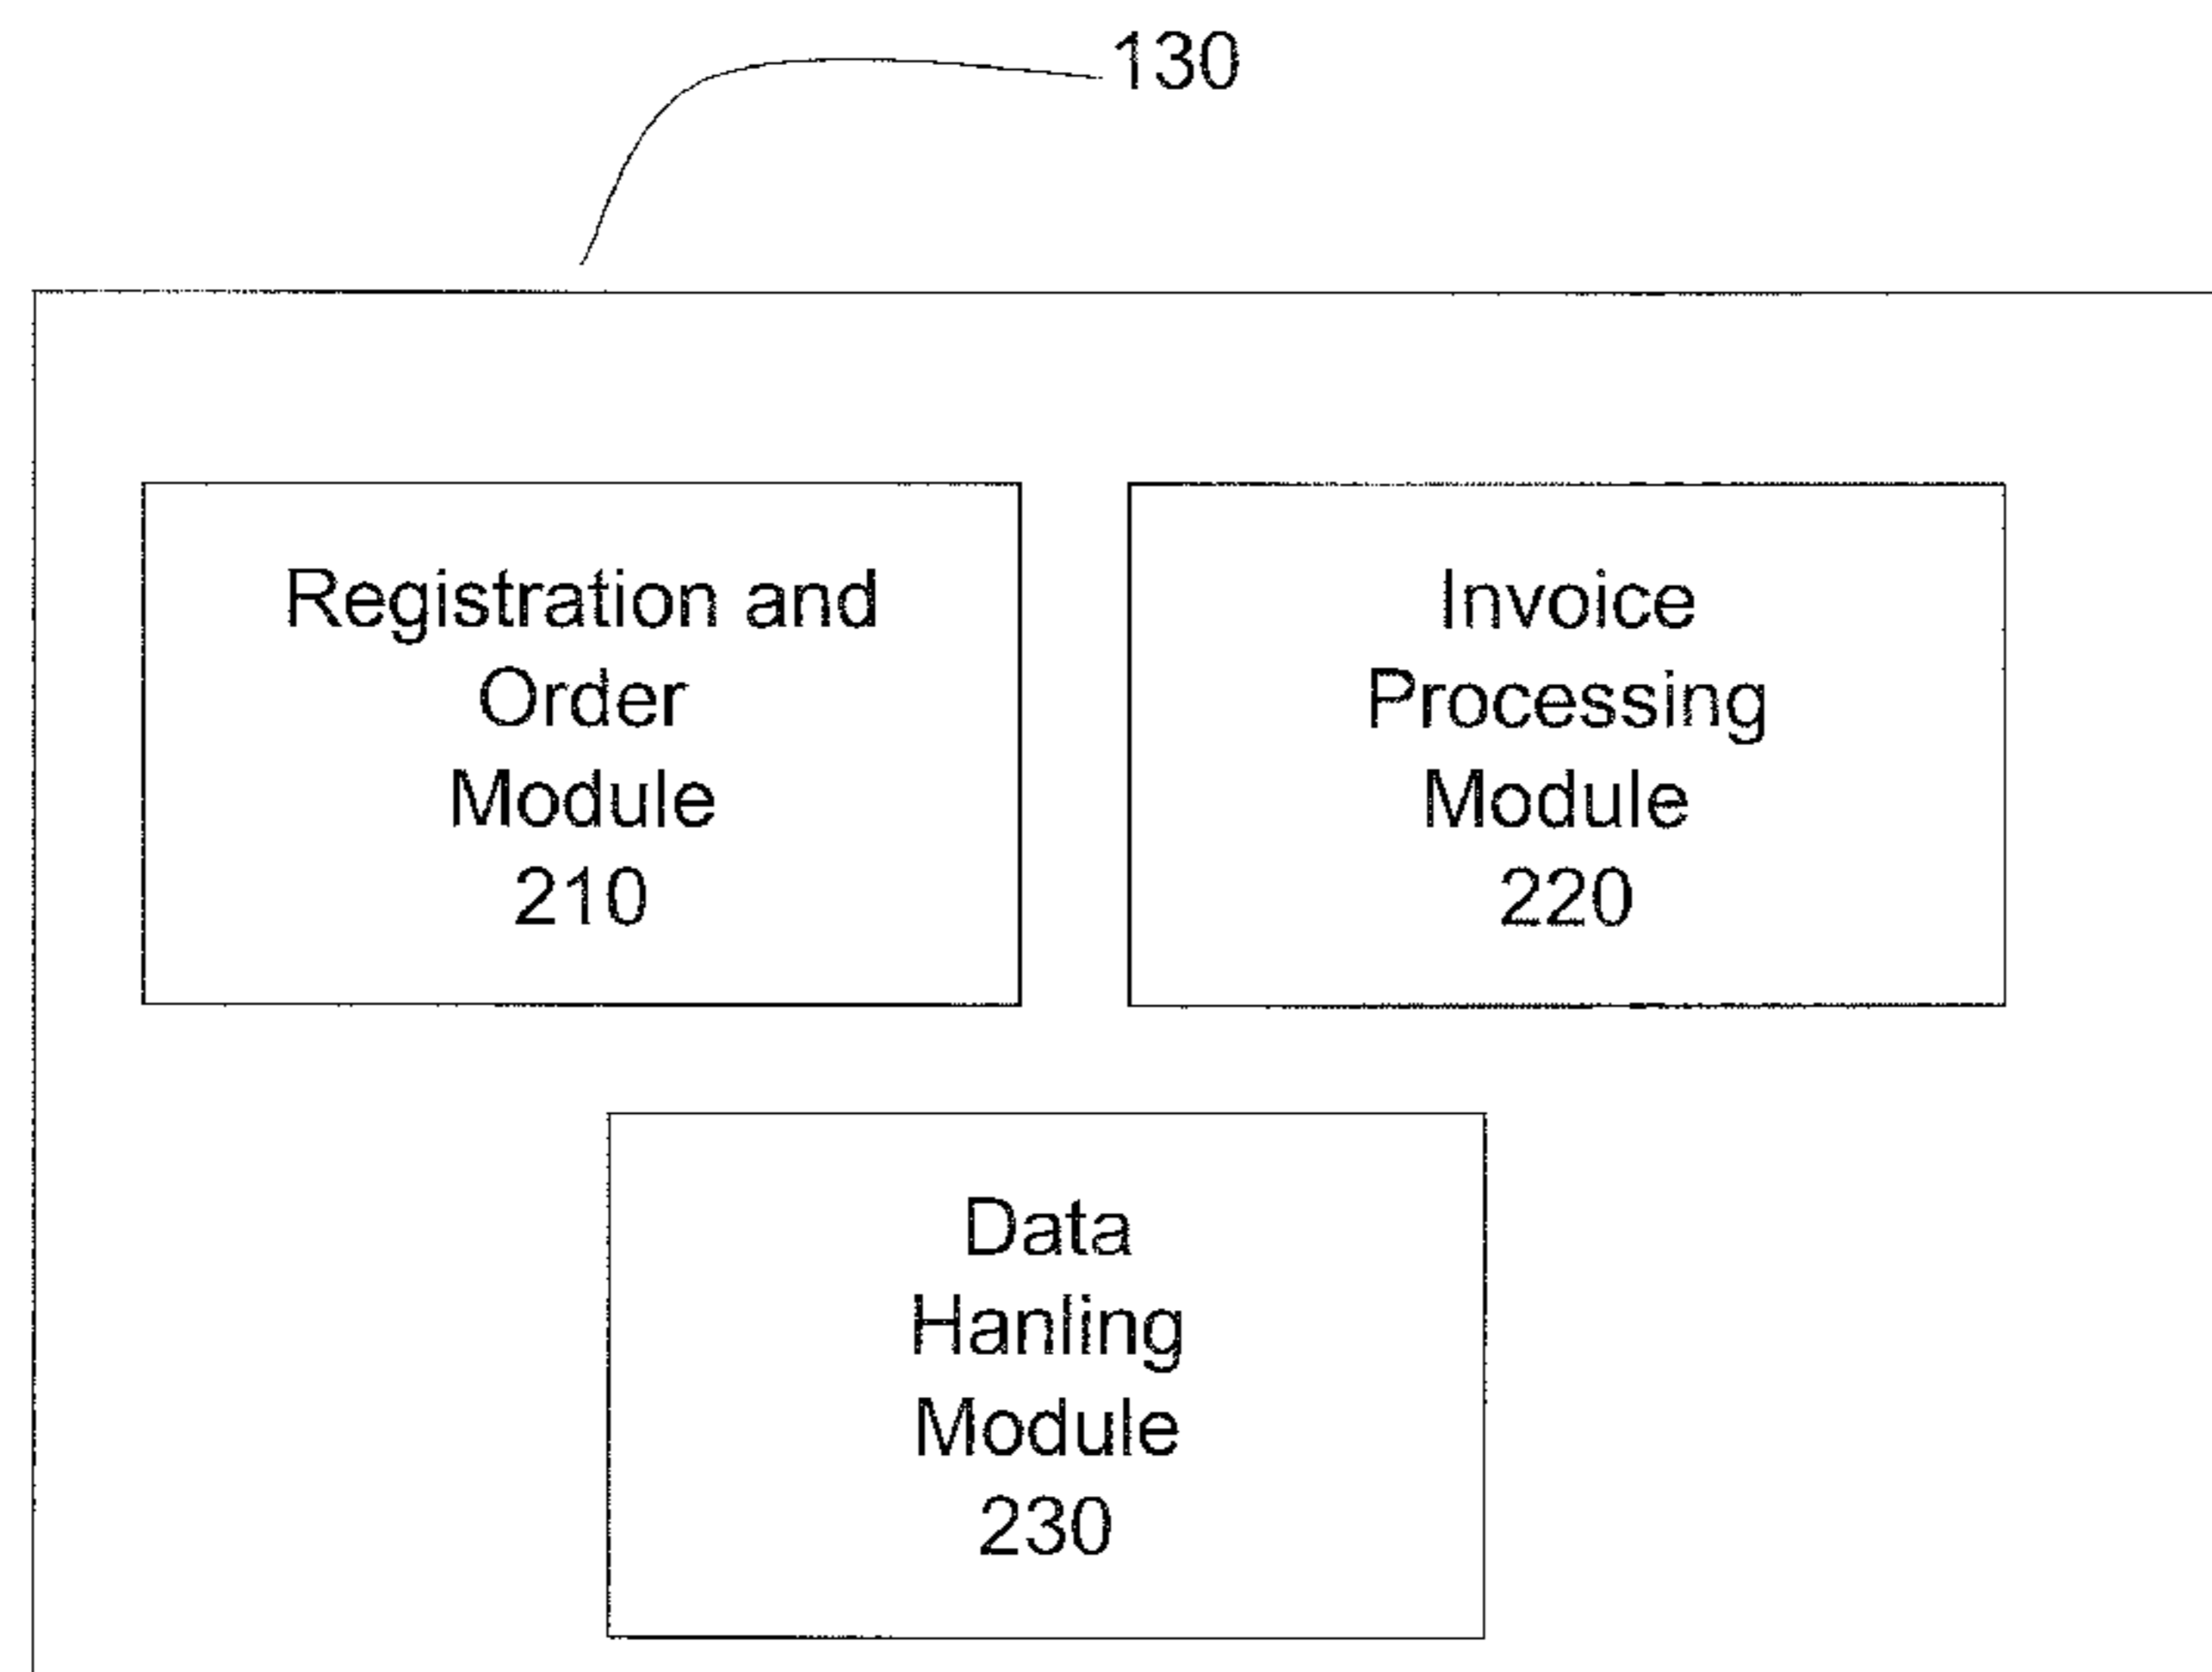 130
Registration and
Order
Module
210
Invoice
Processing
Module
220
Data
Hanling
Module
230